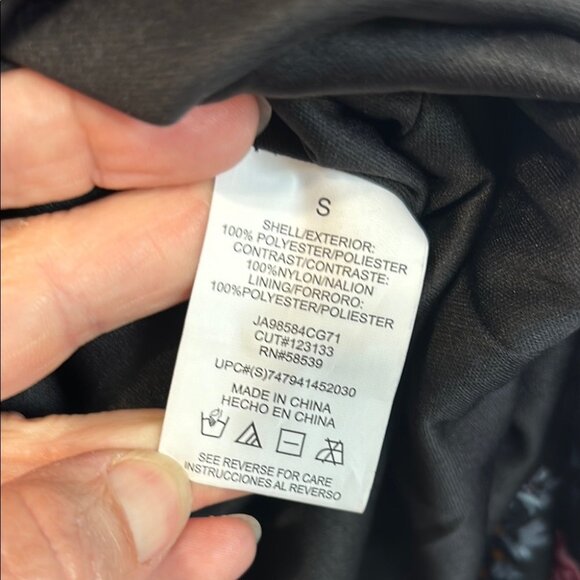 S
SHELL/EXTERIOR:
100% POLYESTER/POLIESTER
CONTRAST/CONTRASTE:
100%NYLON/NALION
LINING/FORRORO:
100%POLYESTER/POLIESTER
JA98584CG71
CUT#123133
RN#58539
UPC#(S)747941452030
MADE IN CHINA
HECHO EN CHINA
SEE REVERSE FOR CARE
INSTRUCCIONES AL REVERSO